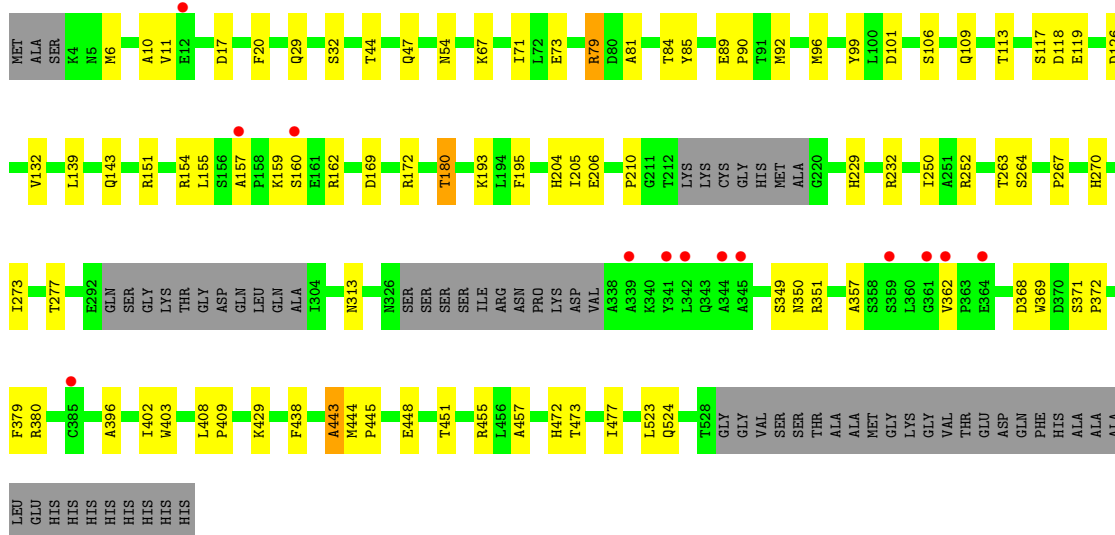 MET ALA SER K4 N5 M6 A10 V11 E12 D17 F20 Q29 S32 T44 Q47 N54 K67 I71 L72 E73 R79 D80 A81 T84 Y85 E89 P90 T91 M92 M96 Y99 L100 D101 S106 Q109 T113 S117 D118 E119 D126
V132 L139 Q143 R151 R154 L155 S156 A157 P158 K159 S160 E161 R162 D169 R172 T180 K193 L194 F195 H204 I205 E206 P210 G211 T212 LYS LYS CYS GLY HIS MET ALA G220 H229 R232 I250 A251 R252 T263 S264 P267 H270
I273 T277 E292 GLN SER GLY LYS THR GLY ASP GLN LEU GLN ALA I304 N313 N326 SER SER SER SER ILE ARG ASN PRO LYS ASP VAL A338 A339 K340 Y341 L342 Q343 A344 A345 S349 N350 R351 A357 S358 S359 L360 G361 V362 P363 E364 D368 W369 D370 S371 P372
F379 R380 C385 A396 I402 W403 L408 P409 K429 F438 A443 M444 P445 E448 T451 R455 L456 A457 H472 T473 I477 L523 Q524 T528 GLY GLY VAL SER SER THR ALA ALA MET GLY LYS GLY VAL THR GLU ASP GLN PHE HIS ALA ALA ALA
LEU GLU HIS HIS HIS HIS HIS HIS